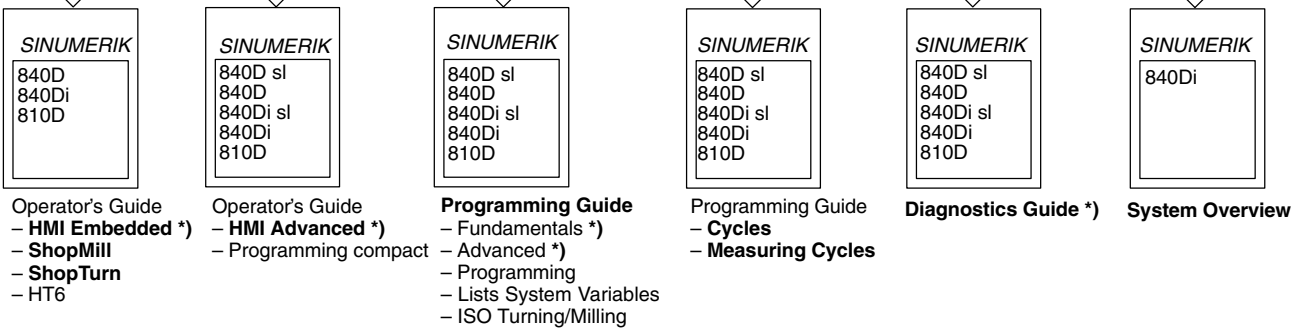 SINUMERIK
840D
840Di
810D
Operator's Guide
– HMI Embedded *)
– ShopMill
– ShopTurn
– HT6
SINUMERIK
840D sl
840D
840Di sl
840Di
810D
Operator's Guide
– HMI Advanced *)
– Programming compact
SINUMERIK
840D sl
840D
840Di sl
840Di
810D
Programming Guide
– Fundamentals *)
– Advanced *)
– Programming
– Lists System Variables
– ISO Turning/Milling
SINUMERIK
840D sl
840D
840Di sl
840Di
810D
Programming Guide
– Cycles
– Measuring Cycles
SINUMERIK
840D sl
840D
840Di sl
840Di
810D
Diagnostics Guide *)
SINUMERIK
840Di
System Overview